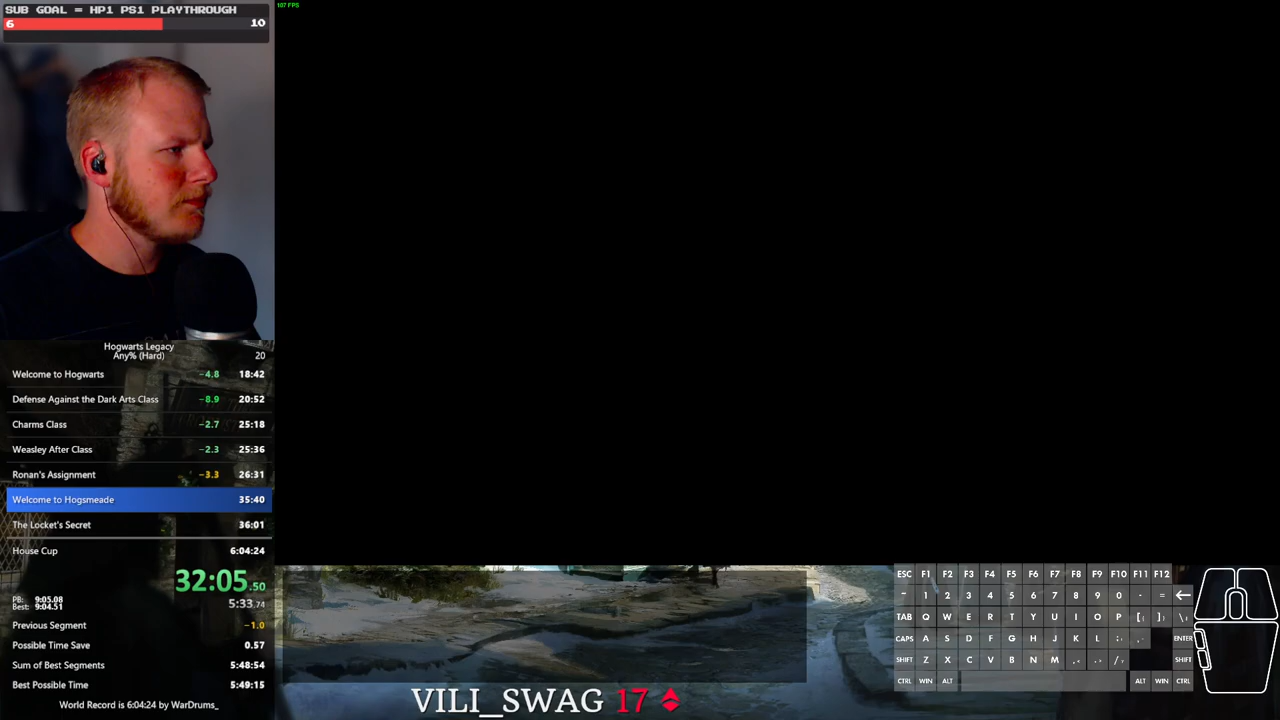 SUB GOAL = HP1 PS1 PLAYTHROUGH
6 10
107 FPS
Hogwarts Legacy
Any% (Hard) 20
Welcome to Hogwarts -4.8 18:42
Defense Against the Dark Arts Class -8.9 20:52
Charms Class -2.7 25:18
Weasley After Class -2.3 25:36
Ronan's Assignment -3.3 26:31
Welcome to Hogsmeade 35:40
The Locket's Secret 36:01
House Cup 6:04:24
32:05.50
PB: 9:05.08 5:33.74
Best: 9:04.51
Previous Segment -1.0
Possible Time Save 0.57
Sum of Best Segments 5:48:54
Best Possible Time 5:49:15
World Record is 6:04:24 by WarDrums_
VILI_SWAG 17
ESC F1 F2 F3 F4 F5 F6 F7 F8 F9 F10 F11 F12
~ 1 2 3 4 5 6 7 8 9 0 - =
TAB Q W E R T Y U I O P [ ] \
CAPS A S D F G H J K L ; ENTER
SHIFT Z X C V B N M , . / SHIFT
CTRL WIN ALT ALT WIN CTRL